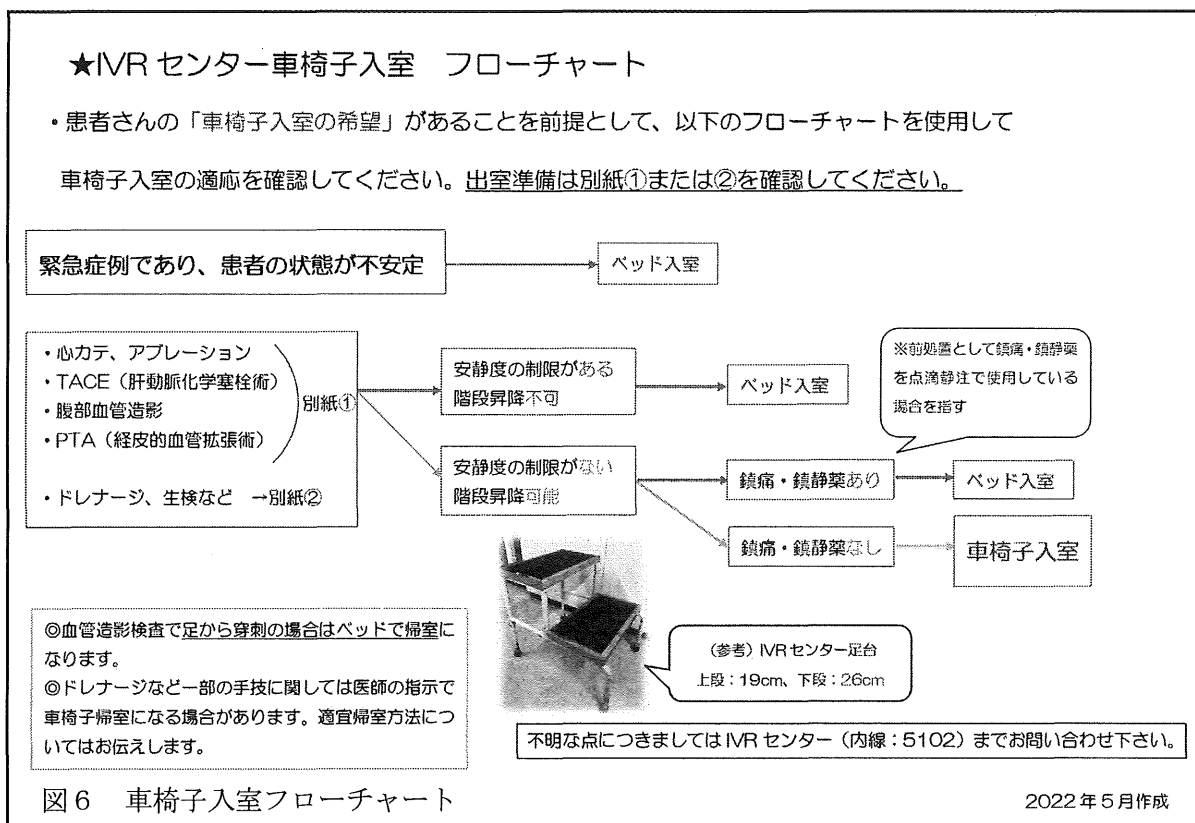 ★IVRセンター車椅子入室　フローチャート
・患者さんの「車椅子入室の希望」があることを前提として、以下のフローチャートを使用して
車椅子入室の適応を確認してください。出室準備は別紙①または②を確認してください。
緊急症例であり、患者の状態が不安定
ベッド入室
・心カテ、アブレーション
・TACE（肝動脈化学塞栓術）
・腹部血管造影
・PTA（経皮的血管拡張術）
別紙①
・ドレナージ、生検など　→別紙②
安静度の制限がある
階段昇降不可
ベッド入室
※前処置として鎮痛・鎮静薬
を点滴静注で使用している
場合を指す
安静度の制限がない
階段昇降可能
鎮痛・鎮静薬あり
ベッド入室
鎮痛・鎮静薬なし
車椅子入室
◎血管造影検査で足から穿刺の場合はベッドで帰室に
なります。
◎ドレナージなど一部の手技に関しては医師の指示で
車椅子帰室になる場合があります。適宜帰室方法につ
いてはお伝えします。
（参考）IVRセンター足台
上段：19cm、下段：26cm
不明な点につきましてはIVRセンター（内線：5102）までお問い合わせ下さい。
図6　車椅子入室フローチャート
2022年5月作成